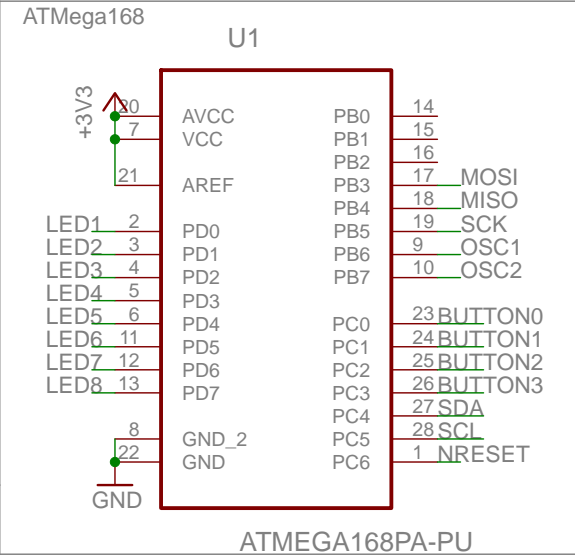 ATMega168
U1
+3V3
20 AVCC PB0 14
7 VCC PB1 15
PB2 16
21 AREF PB3 17 MOSI
PB4 18 MISO
LED1 2 PD0 PB5 19 SCK
LED2 3 PD1 PB6 9 OSC1
LED3 4 PD2 PB7 10 OSC2
LED4 5 PD3
LED5 6 PD4 PC0 23 BUTTON0
LED6 11 PD5 PC1 24 BUTTON1
LED7 12 PD6 PC2 25 BUTTON2
LED8 13 PD7 PC3 26 BUTTON3
PC4 27 SDA
8 GND_2 PC5 28 SCL
22 GND PC6 1 NRESET
GND
ATMEGA168PA-PU